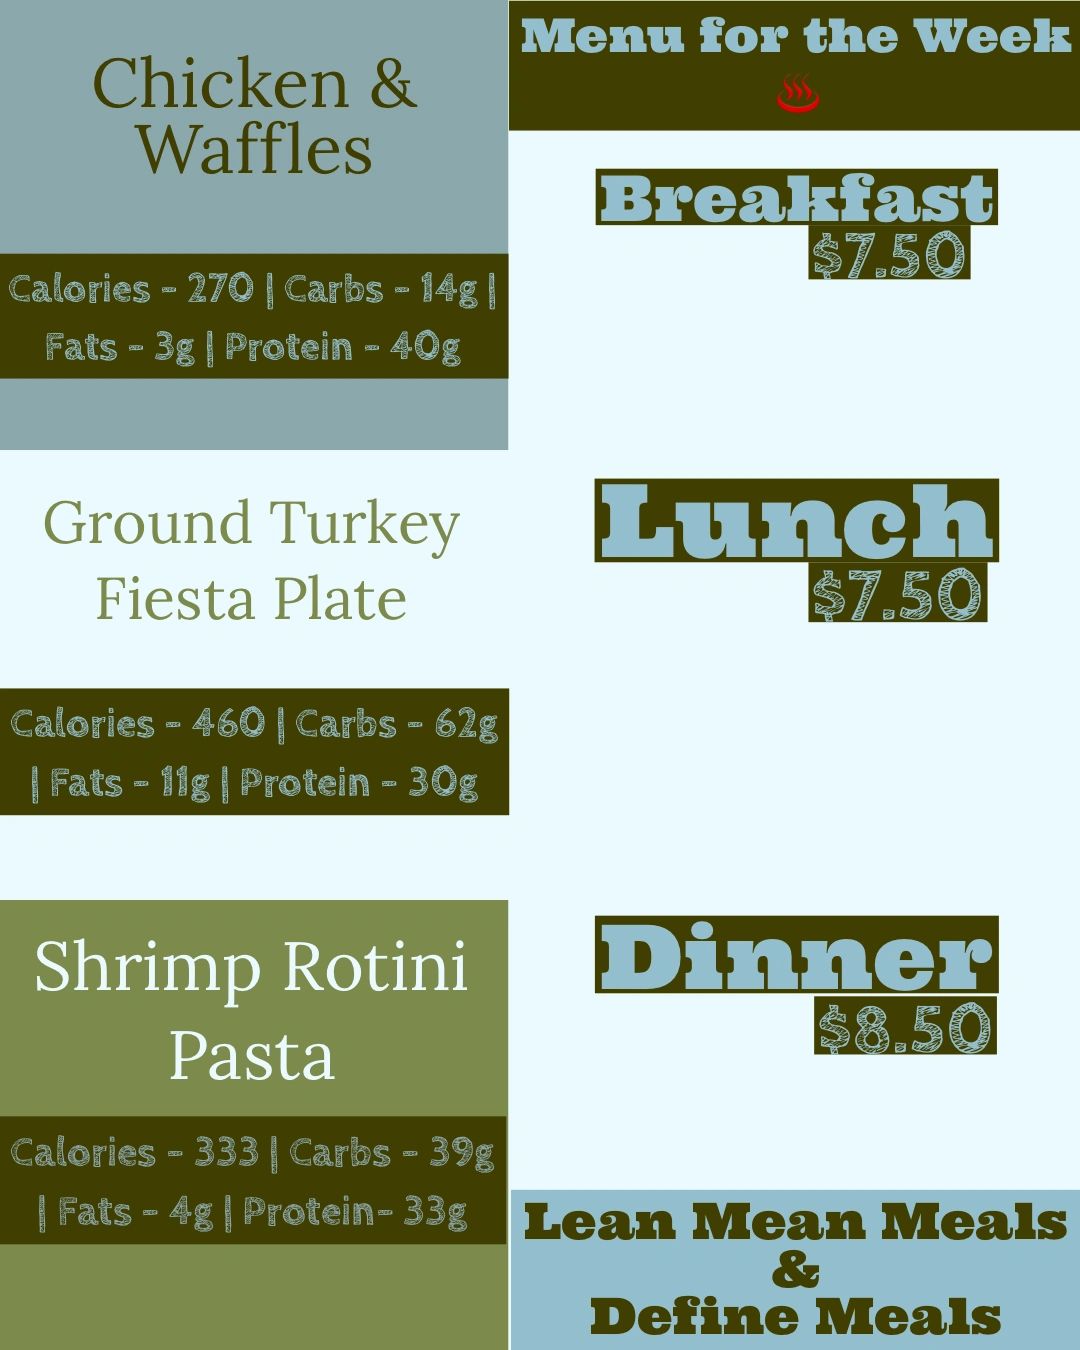 Menu for the Week
♨
Chicken &
Waffles
Calories - 270 | Carbs - 14g |
Fats - 3g | Protein - 40g
Breakfast
$7.50
Ground Turkey
Fiesta Plate
Calories - 460 | Carbs - 62g
| Fats - 11g | Protein - 30g
Lunch
$7.50
Shrimp Rotini
Pasta
Calories - 333 | Carbs - 39g
| Fats - 4g | Protein- 33g
Dinner
$8.50
Lean Mean Meals
&
Define Meals